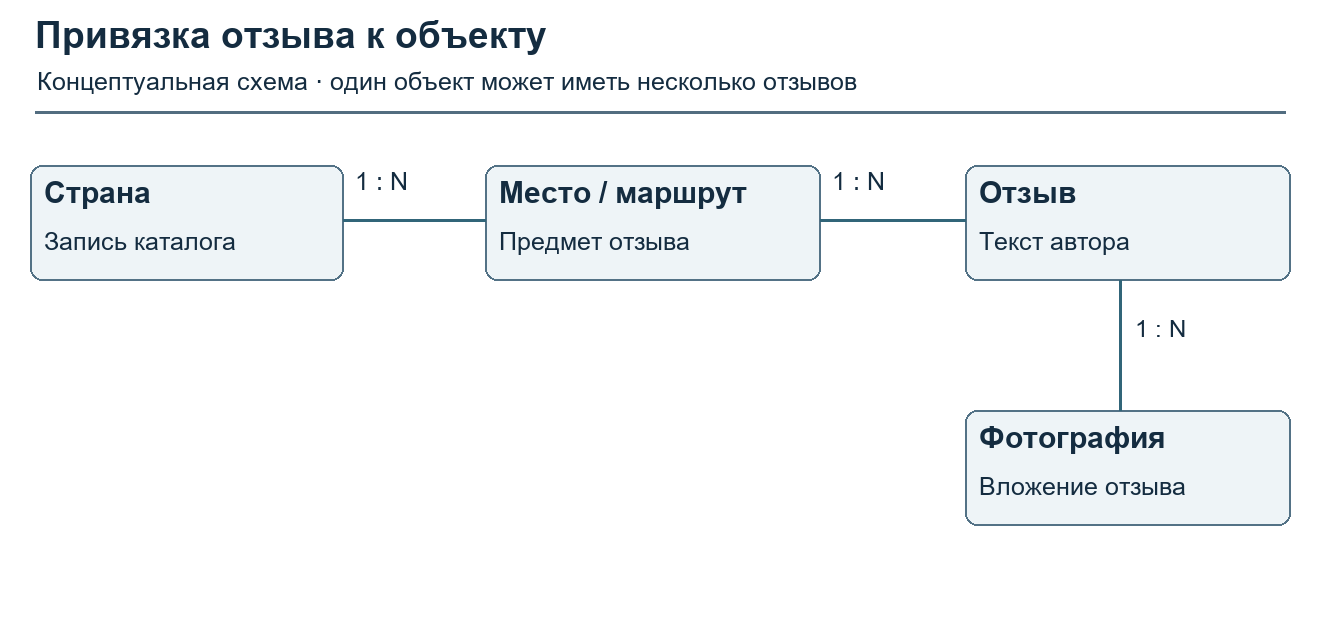 Привязка отзыва к объекту
Концептуальная схема · один объект может иметь несколько отзывов
Страна
Запись каталога
1 : N
Место / маршрут
Предмет отзыва
1 : N
Отзыв
Текст автора
1 : N
Фотография
Вложение отзыва